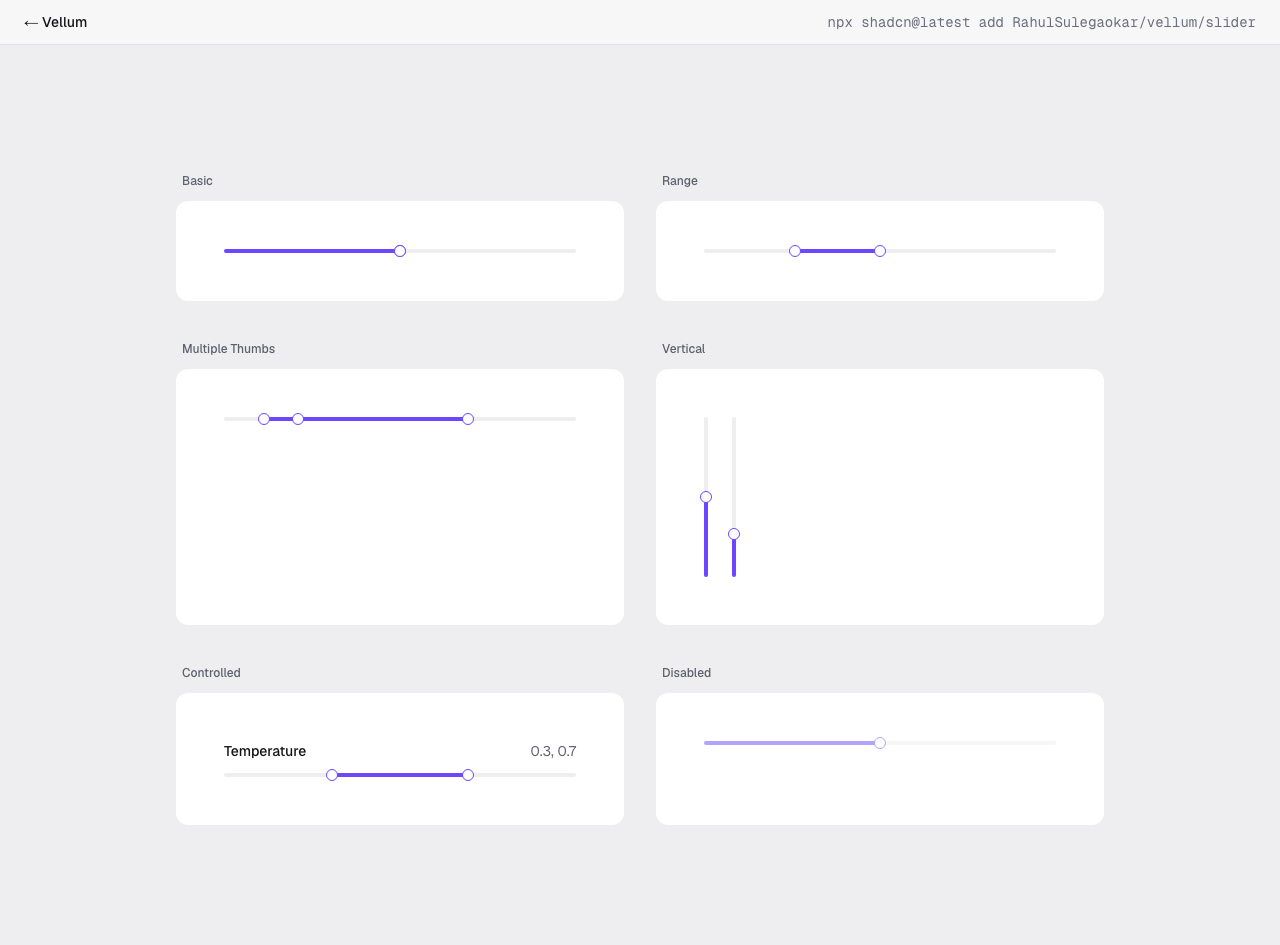 ← Vellum
npx shadcn@latest add RahulSulegaokar/vellum/slider
Basic
Range
Multiple Thumbs
Vertical
Controlled
Disabled
Temperature
0.3, 0.7